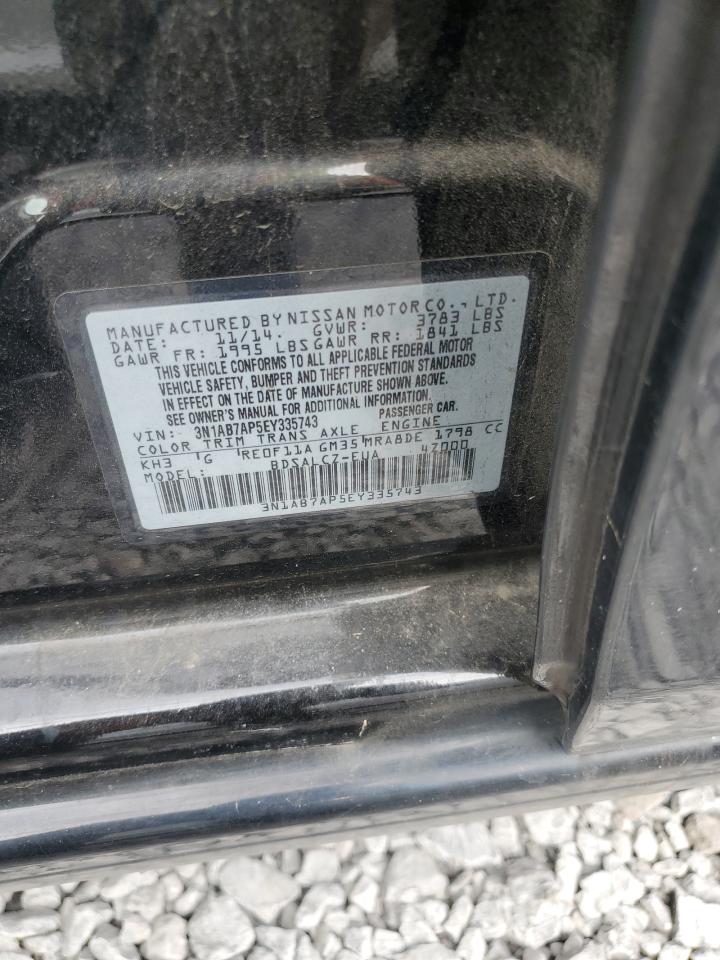 MANUFACTURED BY NISSAN MOTOR CO., LTD.
DATE: 11/14. GVWR: 3783 LBS
GAWR FR: 1995 LBS GAWR RR: 1841 LBS
THIS VEHICLE CONFORMS TO ALL APPLICABLE FEDERAL MOTOR
VEHICLE SAFETY, BUMPER AND THEFT PREVENTION STANDARDS
IN EFFECT ON THE DATE OF MANUFACTURE SHOWN ABOVE.
SEE OWNER'S MANUAL FOR ADDITIONAL INFORMATION
VIN: 3N1AB7AP5EY335743 PASSENGER CAR.
COLOR TRIM TRANS AXLE ENGINE
KH3 G RE0F11A GM35 MRA8DE 1798 CC
MODEL: BDSALCZ-EUA 42000
3N1AB7AP5EY335743